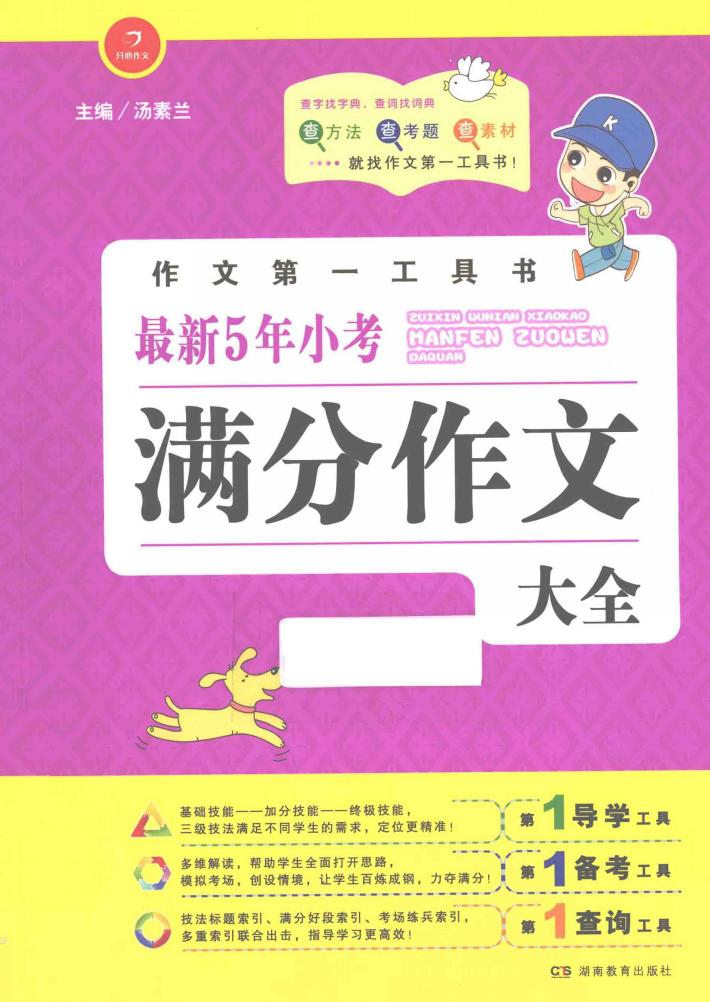 开心作文
主编/汤素兰
查字找字典、查词找词典
查方法 查考题 查素材
就找作文第一工具书!
K
作文第一工具书
最新5年小考
ZUIXIN WUNIAN XIAOKAO
MANFEN ZUOWEN
DAQUAN
满分作文
大全
基础技能——加分技能——终极技能,
三级技法满足不同学生的需求,定位更精准!
第1导学工具
多维解读,帮助学生全面打开思路,
模拟考场,创设情境,让学生百炼成钢,力夺满分!
第1备考工具
技法标题索引、满分好段索引、考场练兵索引,
多重索引联合出击,指导学习更高效!
第1查询工具
CTS 湖南教育出版社